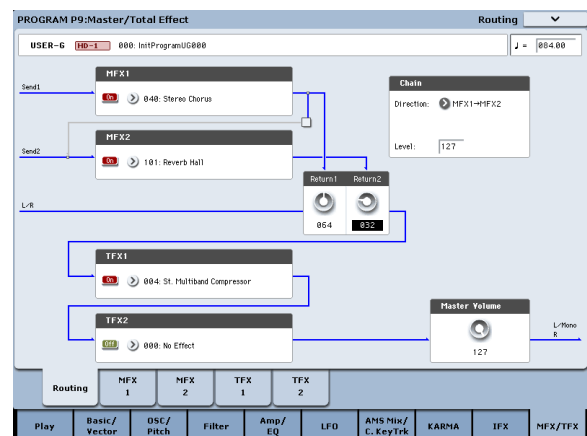 PROGRAM P9:Master/Total Effect Routing
USER-G HD-1 000: InitProgramUG000 ♩ = 084.00
MFX1
Send1
On 040: Stereo Chorus
Chain
Direction: MFX1→MFX2
Level: 127
MFX2
Send2
On 101: Reverb Hall
Return1 Return2
L/R
064 032
TFX1
On 004: St. Multiband Compressor
TFX2
Off 000: No Effect
Master Volume
127
L/Mono
R
Routing MFX 1 MFX 2 TFX 1 TFX 2
Play Basic/Vector OSC/Pitch Filter Amp/EQ LFO AMS Mix/C.KeyTrk KARMA IFX MFX/TFX